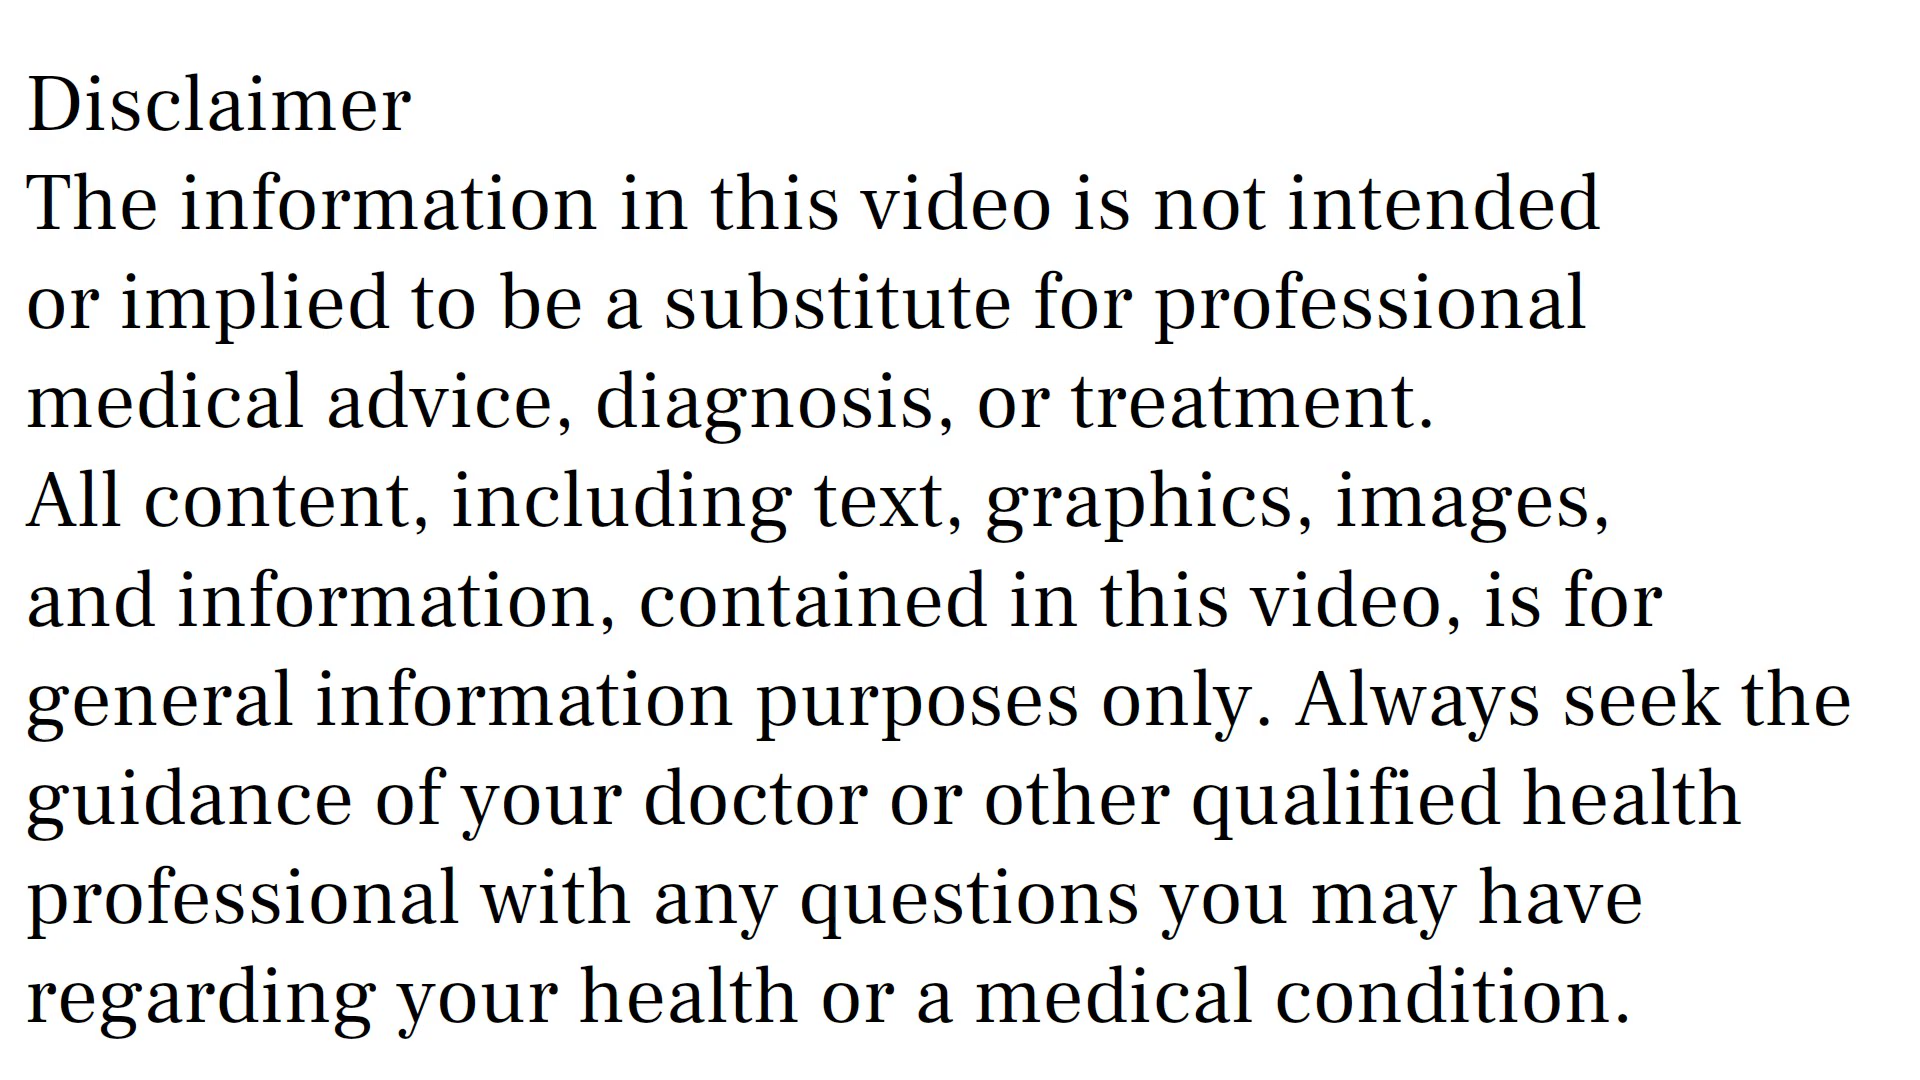 Disclaimer
The information in this video is not intended
or implied to be a substitute for professional
medical advice, diagnosis, or treatment.
All content, including text, graphics, images,
and information, contained in this video, is for
general information purposes only. Always seek the
guidance of your doctor or other qualified health
professional with any questions you may have
regarding your health or a medical condition.